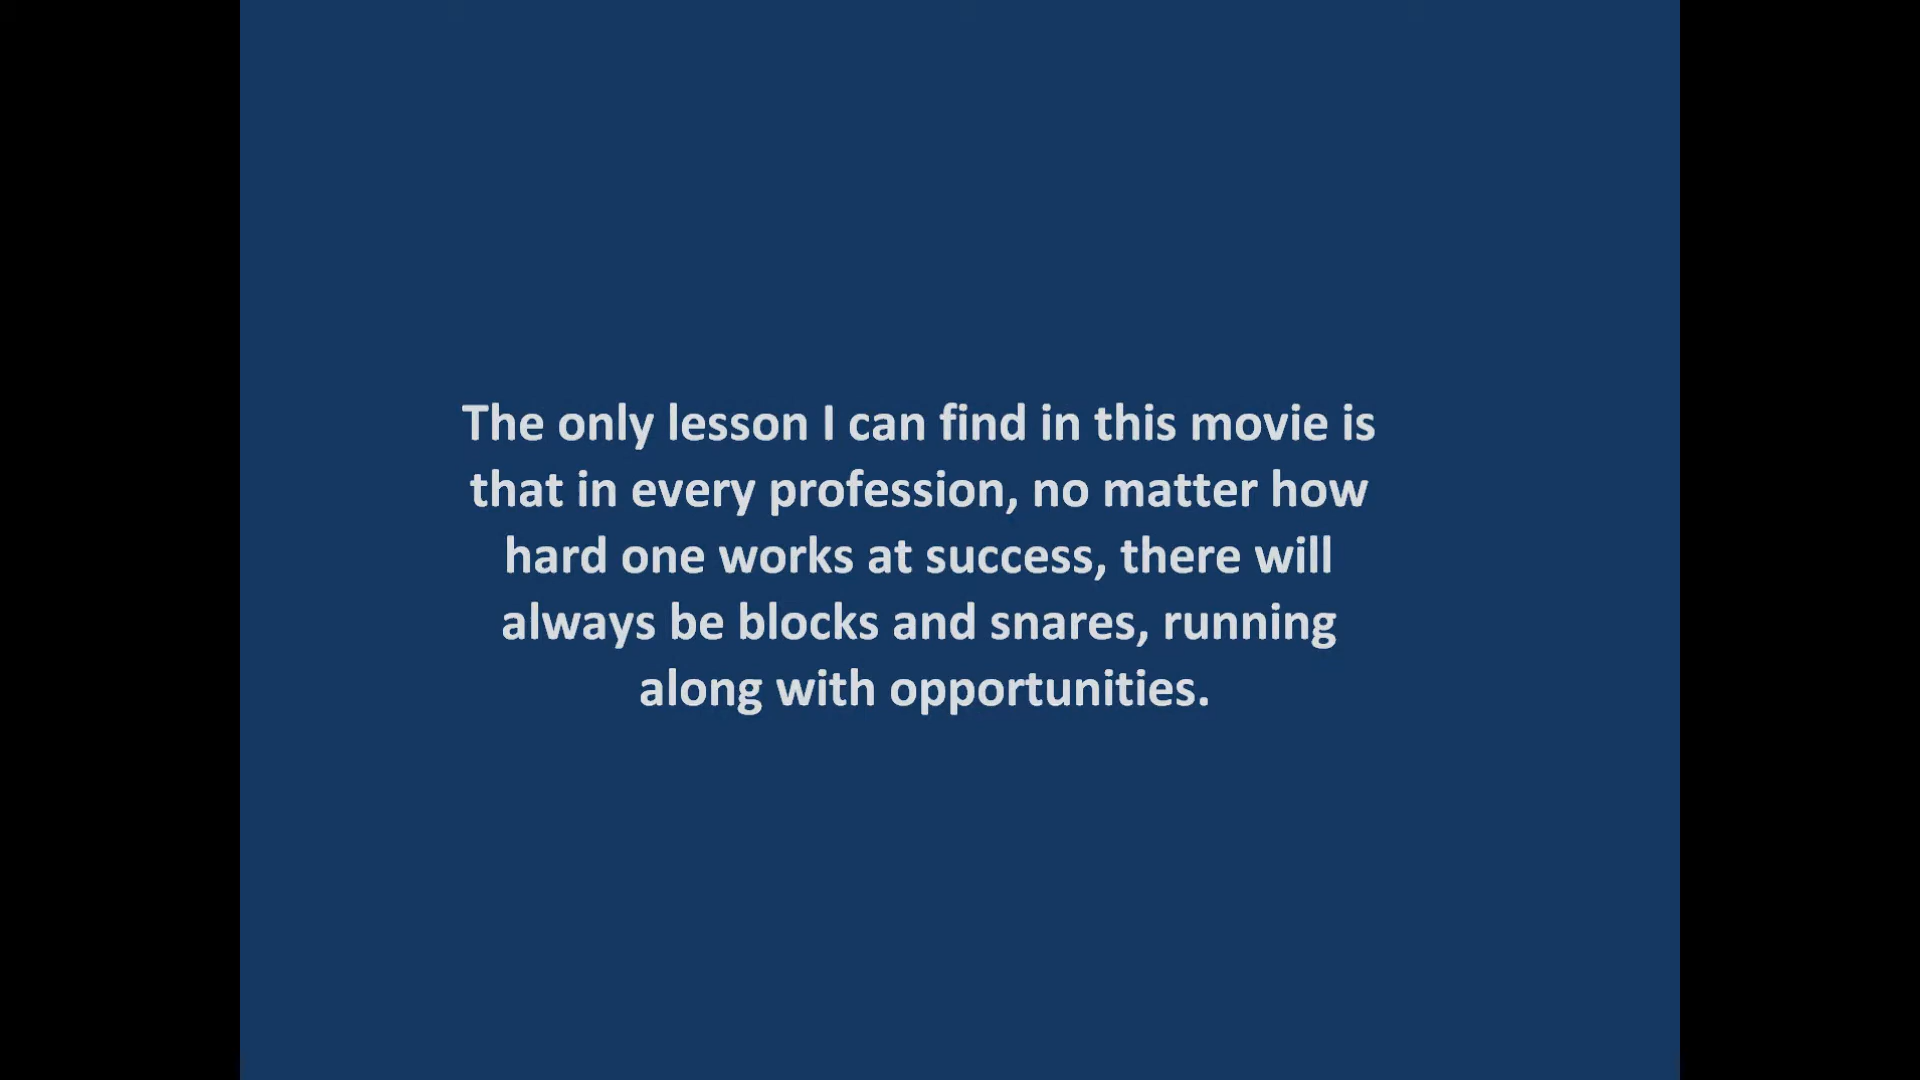 The only lesson I can find in this movie is
that in every profession, no matter how
hard one works at success, there will
always be blocks and snares, running
along with opportunities.